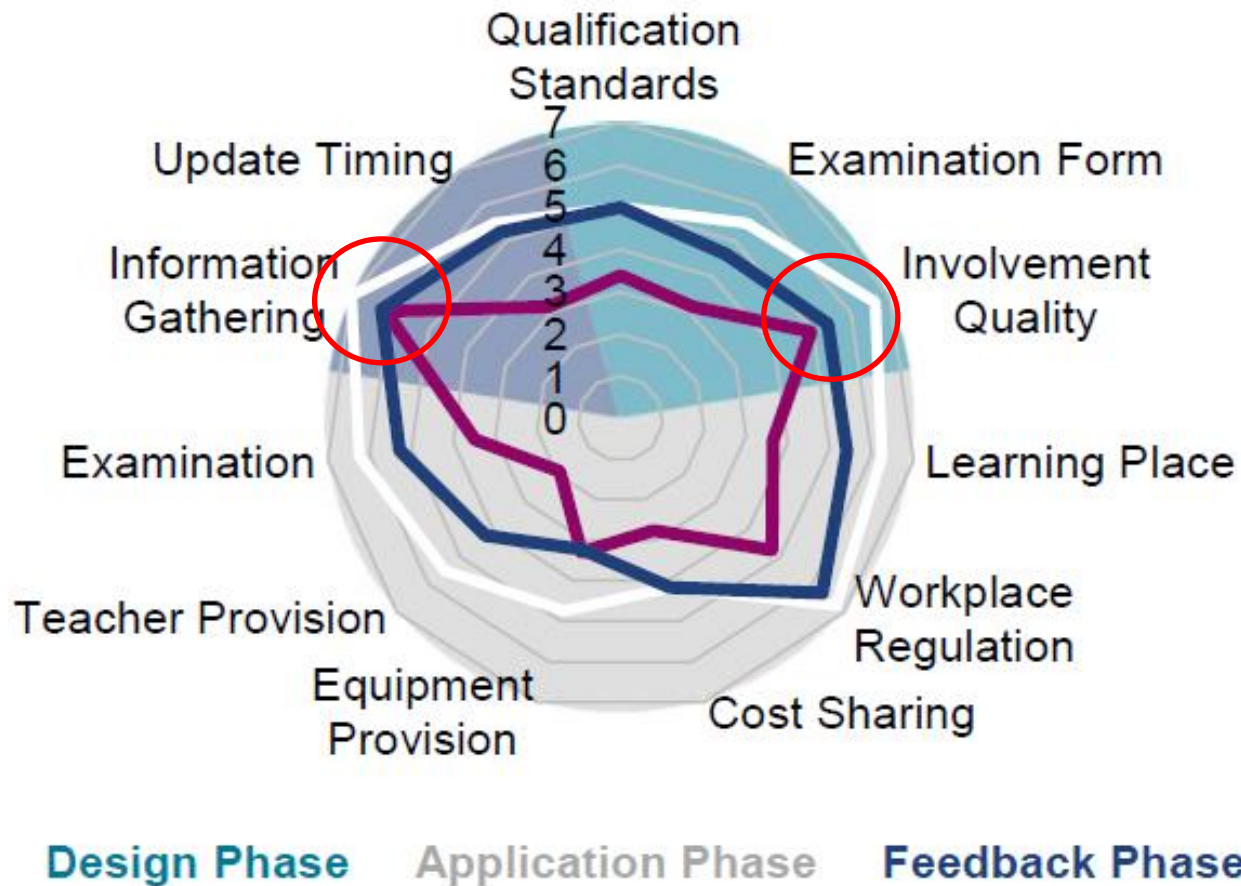 Qualification
Standards
7
6
5
4
3
2
1
0
Update Timing
Examination Form
Information
Gathering
Involvement
Quality
Examination
Learning Place
Teacher Provision
Workplace
Regulation
Equipment
Provision
Cost Sharing
Design Phase Application Phase Feedback Phase